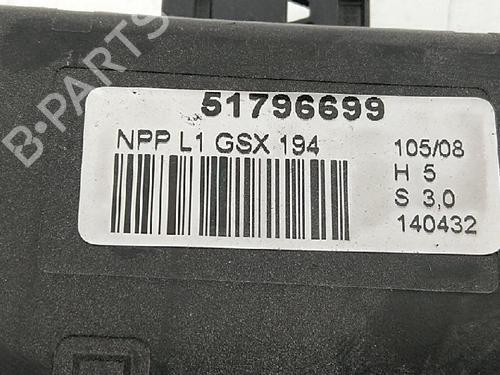 B-PARTS
51796699
NPP L1 GSX 194
105/08
H 5
S 3,0
140432